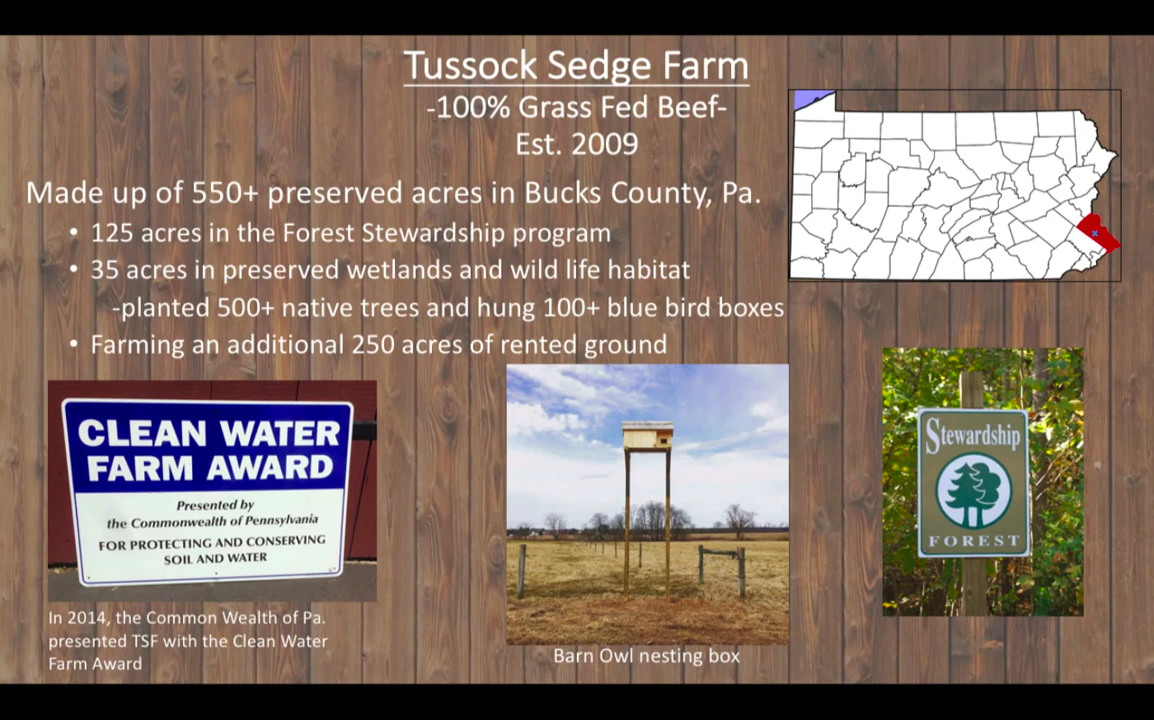 Tussock Sedge Farm
-100% Grass Fed Beef-
Est. 2009
Made up of 550+ preserved acres in Bucks County, Pa.
• 125 acres in the Forest Stewardship program
• 35 acres in preserved wetlands and wild life habitat
-planted 500+ native trees and hung 100+ blue bird boxes
• Farming an additional 250 acres of rented ground
CLEAN WATER
FARM AWARD
Presented by
the Commonwealth of Pennsylvania
FOR PROTECTING AND CONSERVING
SOIL AND WATER
In 2014, the Common Wealth of Pa.
presented TSF with the Clean Water
Farm Award
Barn Owl nesting box
Stewardship
FOREST